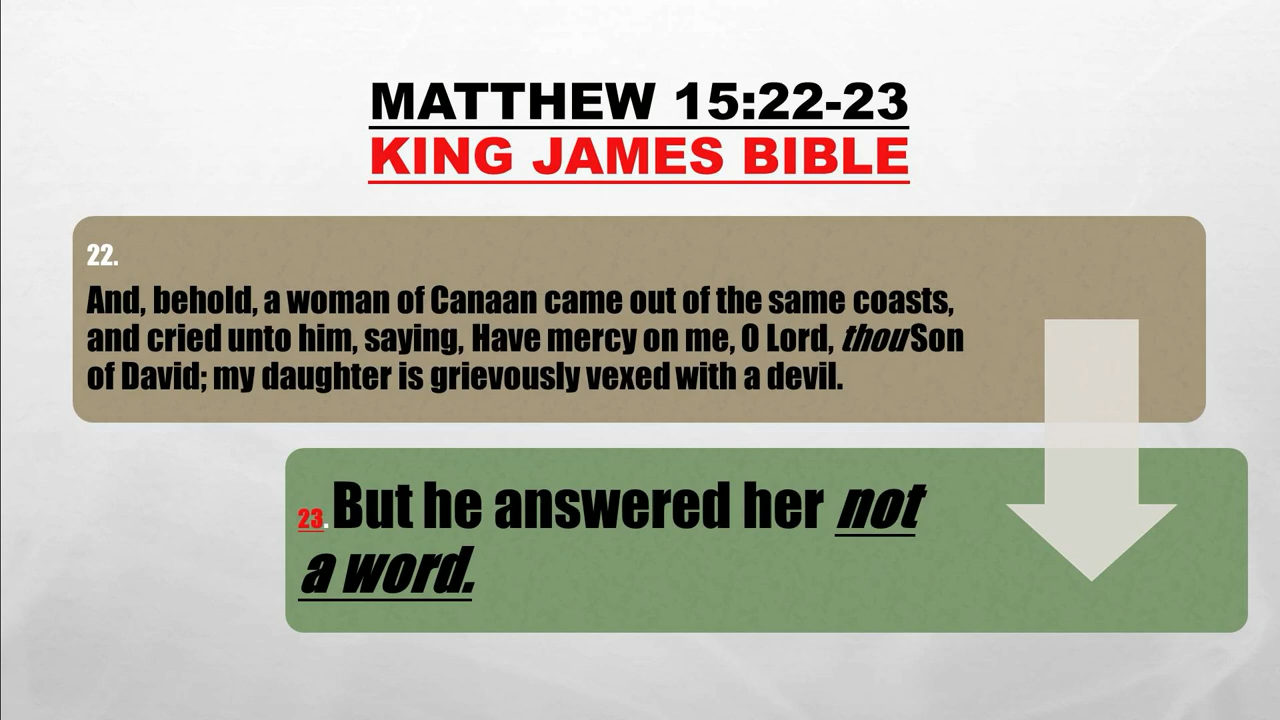 MATTHEW 15:22-23
KING JAMES BIBLE
22.
And, behold, a woman of Canaan came out of the same coasts,
and cried unto him, saying, Have mercy on me, O Lord, thou Son
of David; my daughter is grievously vexed with a devil.
23. But he answered her not
a word.